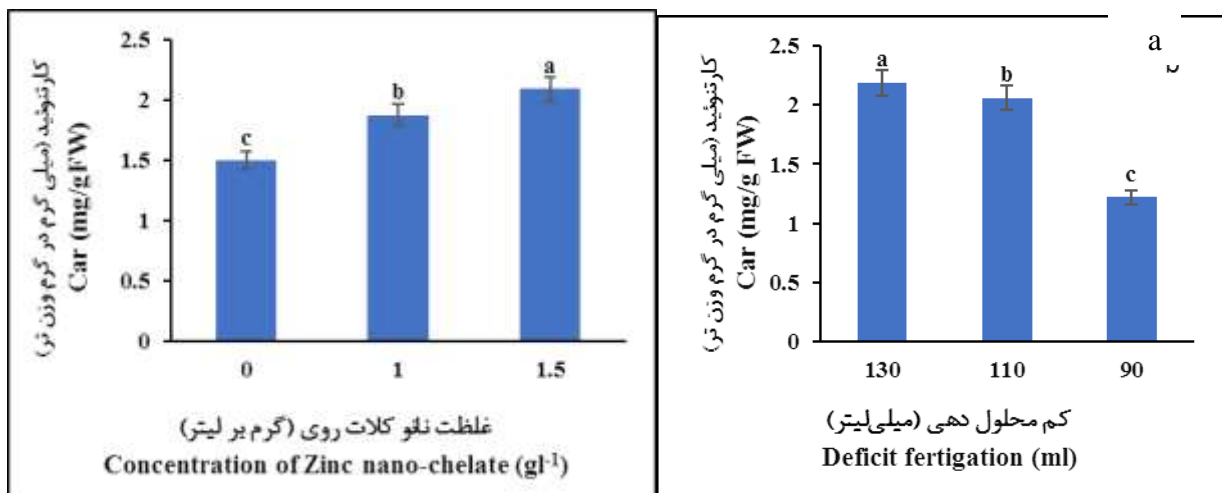 کارتنوئید (میلی گرم در گرم وزن تر)
Car (mg/gFW)
2.5
2
1.5
1
0.5
0
c
b
a
0 1 1.5
غلظت نانو کلات روی (گرم بر لیتر)
Concentration of Zinc nano-chelate (gl⁻¹)
a
کارتنوئید (میلی گرم در گرم وزن تر)
Car (mg/g FW)
2.5
2
1.5
1
0.5
0
a
b
c
130 110 90
کم محلول دهی (میلی‌لیتر)
Deficit fertigation (ml)